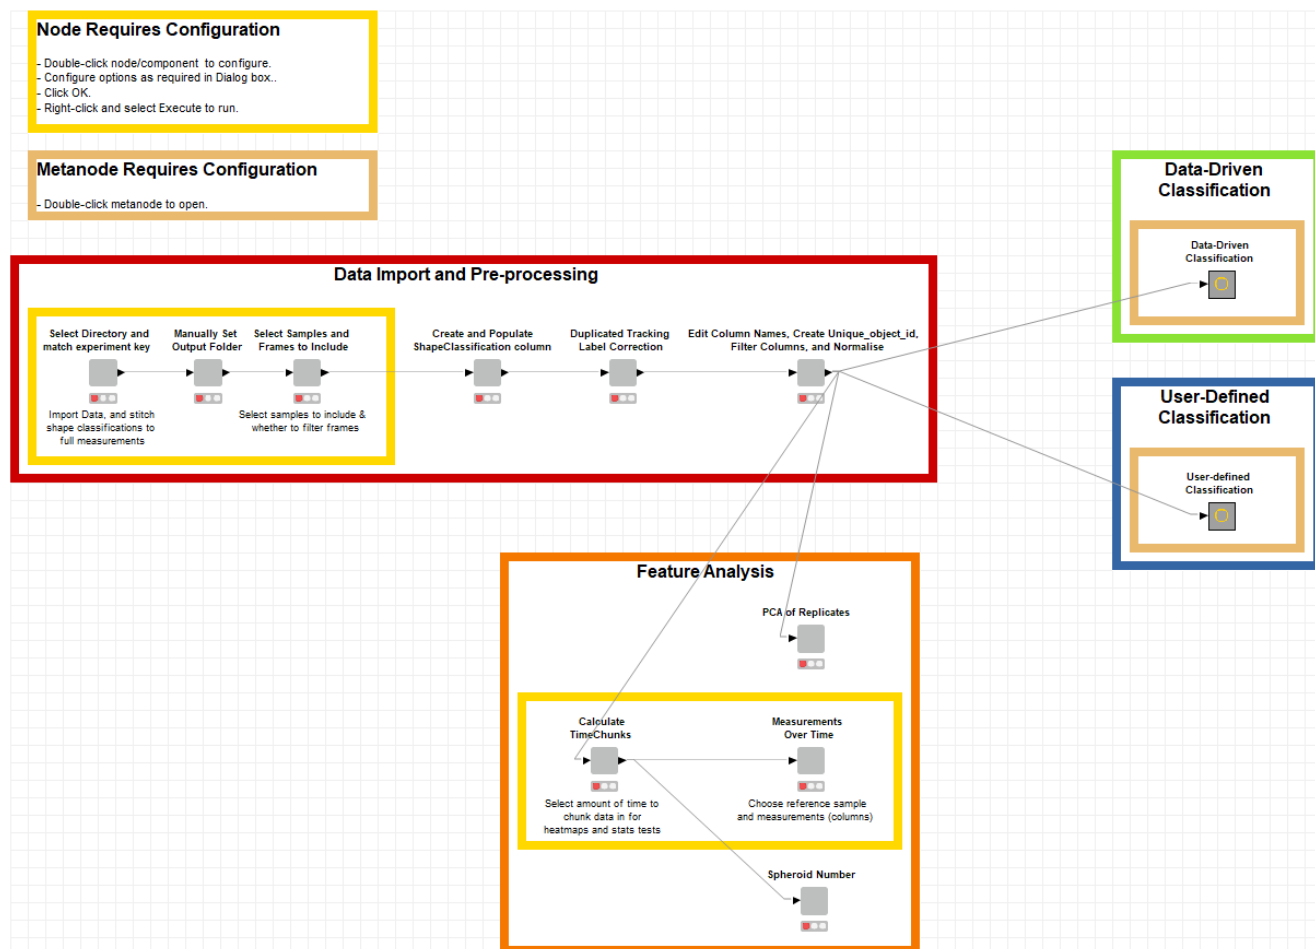 Node Requires Configuration
- Double-click node/component to configure.
- Configure options as required in Dialog box..
- Click OK.
- Right-click and select Execute to run.
Metanode Requires Configuration
- Double-click metanode to open.
Data Import and Pre-processing
Select Directory and
match experiment key
Import Data, and stitch
shape classifications to
full measurements
Manually Set
Output Folder
Select Samples and
Frames to Include
Select samples to include &
whether to filter frames
Create and Populate
ShapeClassification column
Duplicated Tracking
Label Correction
Edit Column Names, Create Unique_object_id,
Filter Columns, and Normalise
Data-Driven
Classification
Data-Driven
Classification
User-Defined
Classification
User-defined
Classification
Feature Analysis
PCA of Replicates
Calculate
TimeChunks
Select amount of time to
chunk data in for
heatmaps and stats tests
Measurements
Over Time
Choose reference sample
and measurements (columns)
Spheroid Number